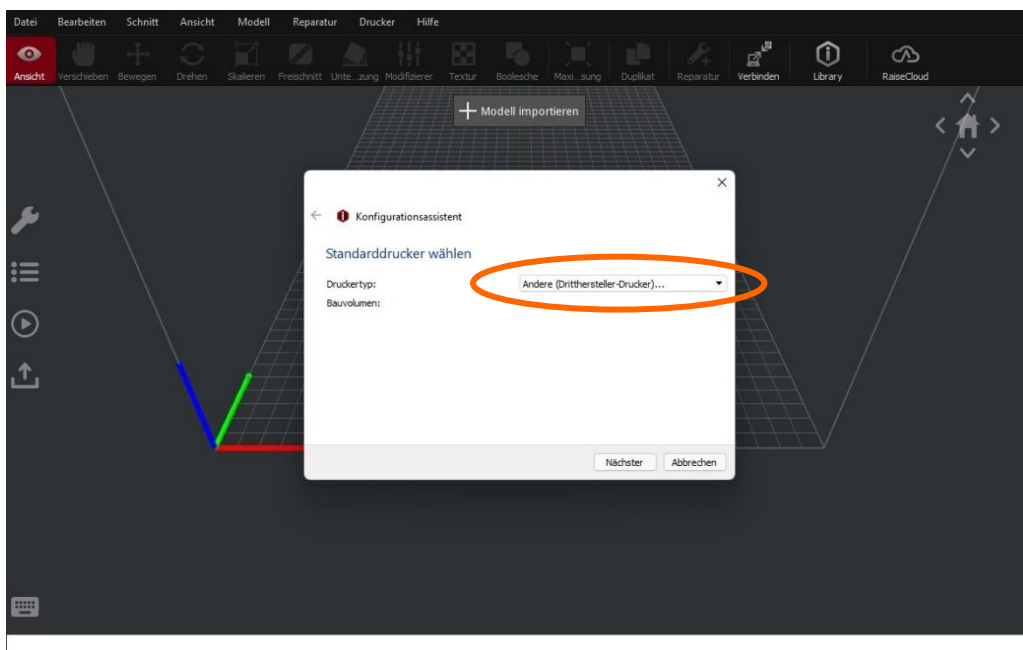 Datei Bearbeiten Schnitt Ansicht Modell Reparatur Drucker Hilfe
Ansicht Verschieben Bewegen Drehen Skalieren Freischnitt Unte...zung Modifizierer Textur Boolesche Maxi...sung Duplikat Reparatur Verbinden Library RaiseCloud
Modell importieren
Konfigurationsassistent
Standarddrucker wählen
Druckertyp: Andere (Dritthersteller-Drucker)...
Bauvolumen:
Nächster Abbrechen